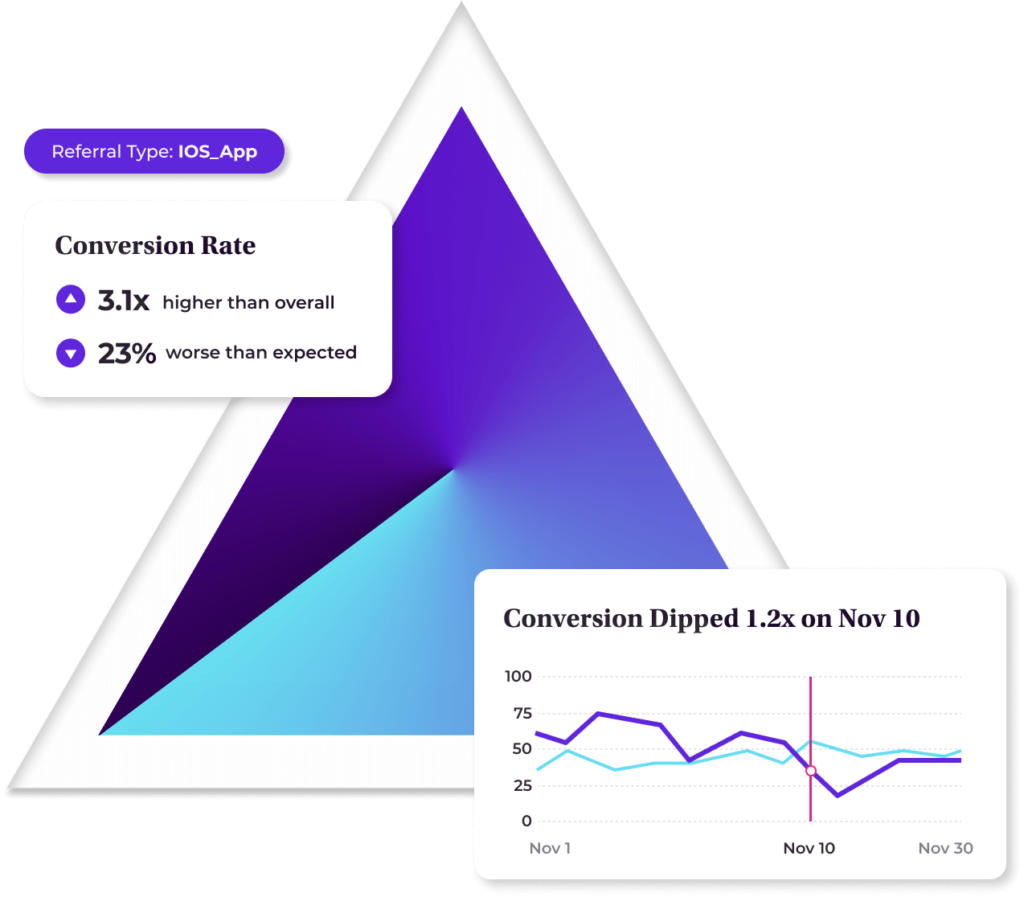 Referral Type: IOS_App
Conversion Rate
3.1x higher than overall
23% worse than expected
Conversion Dipped 1.2x on Nov 10
100
75
50
25
0
Nov 1 Nov 10 Nov 30